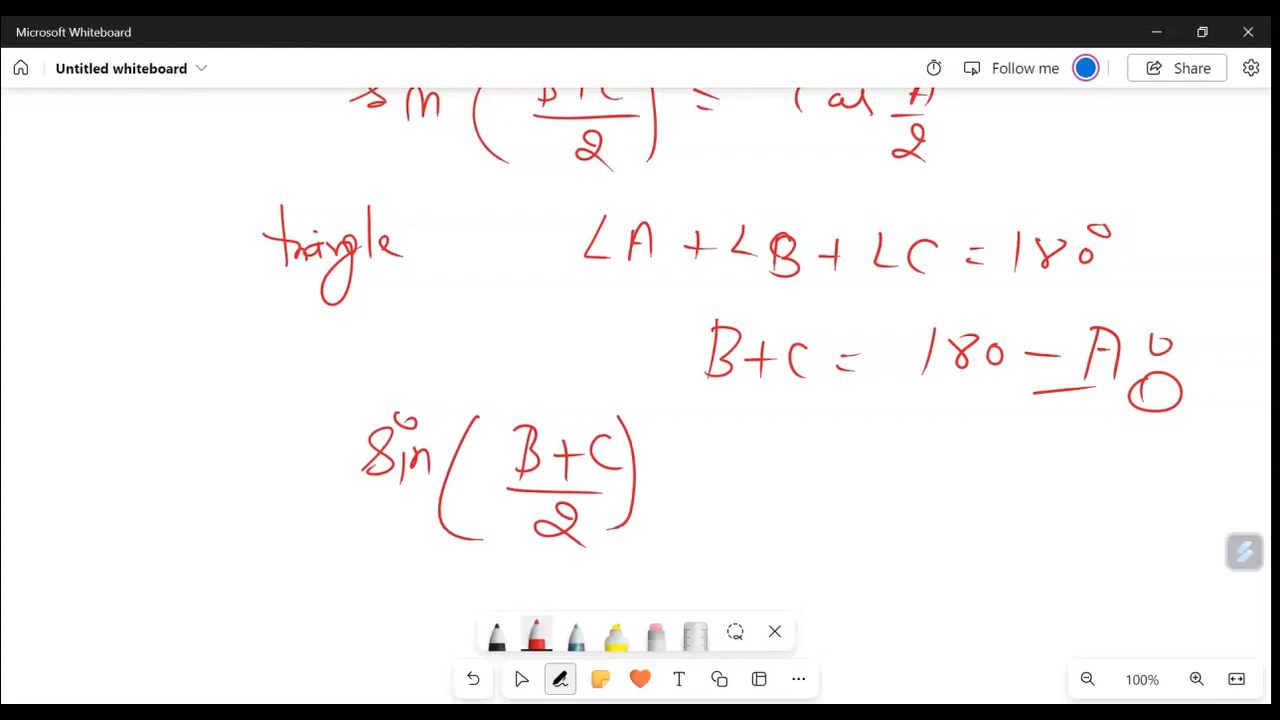 Microsoft Whiteboard
Untitled whiteboard
Follow me
Share
sin (B+C/2) = Cos A/2
triangle ∠A + ∠B + ∠C = 180°
B+C = 180 - A°
Sin (B+C/2)
100%